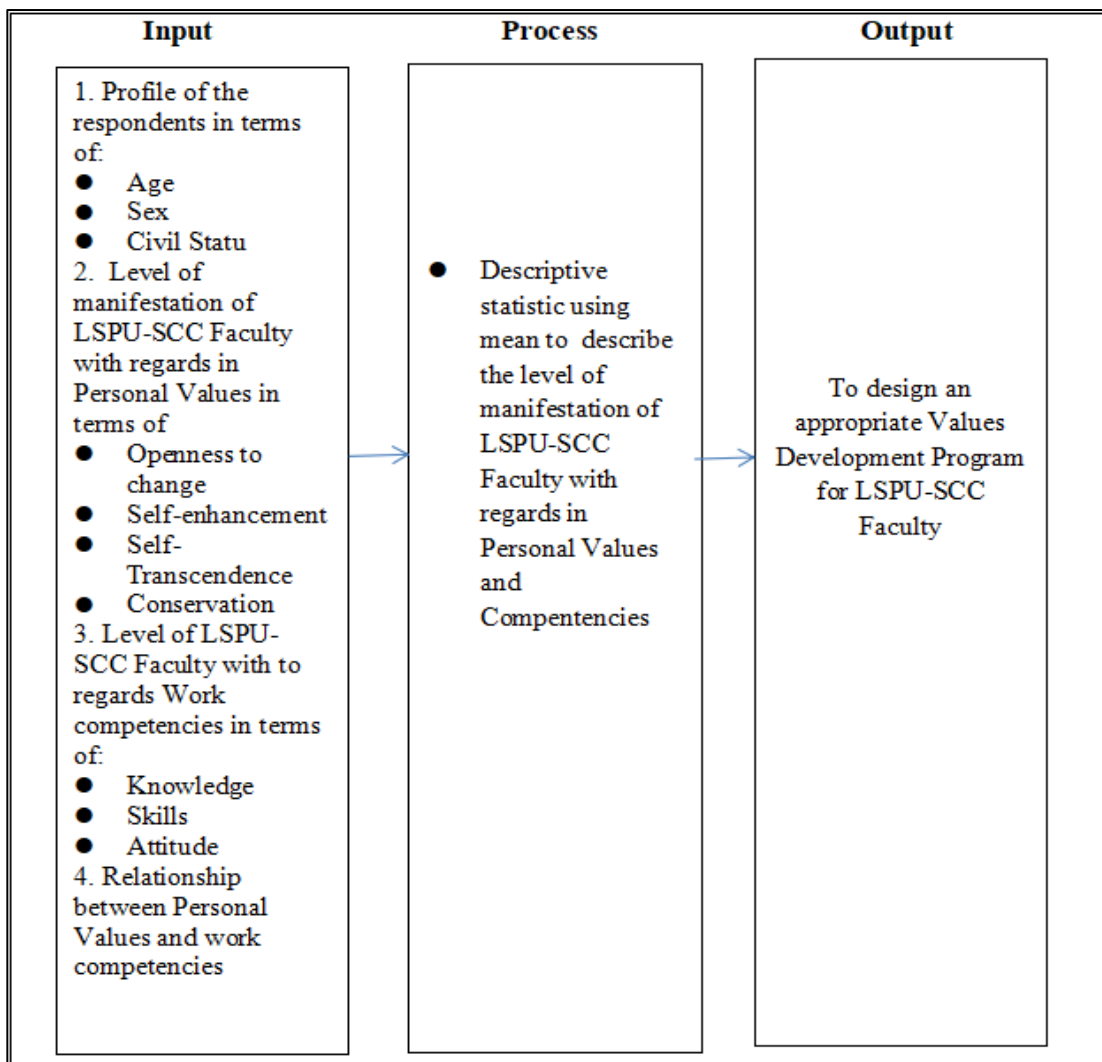 Input
Process
Output
1. Profile of the
respondents in terms
of:
● Age
● Sex
● Civil Statu
2. Level of
manifestation of
LSPU-SCC Faculty
with regards in
Personal Values in
terms of
● Openness to
change
● Self-enhancement
● Self-
Transcendence
● Conservation
3. Level of LSPU-
SCC Faculty with to
regards Work
competencies in terms
of:
● Knowledge
● Skills
● Attitude
4. Relationship
between Personal
Values and work
competencies
● Descriptive
statistic using
mean to describe
the level of
manifestation of
LSPU-SCC
Faculty with
regards in
Personal Values
and
Compentencies
To design an
appropriate Values
Development Program
for LSPU-SCC
Faculty